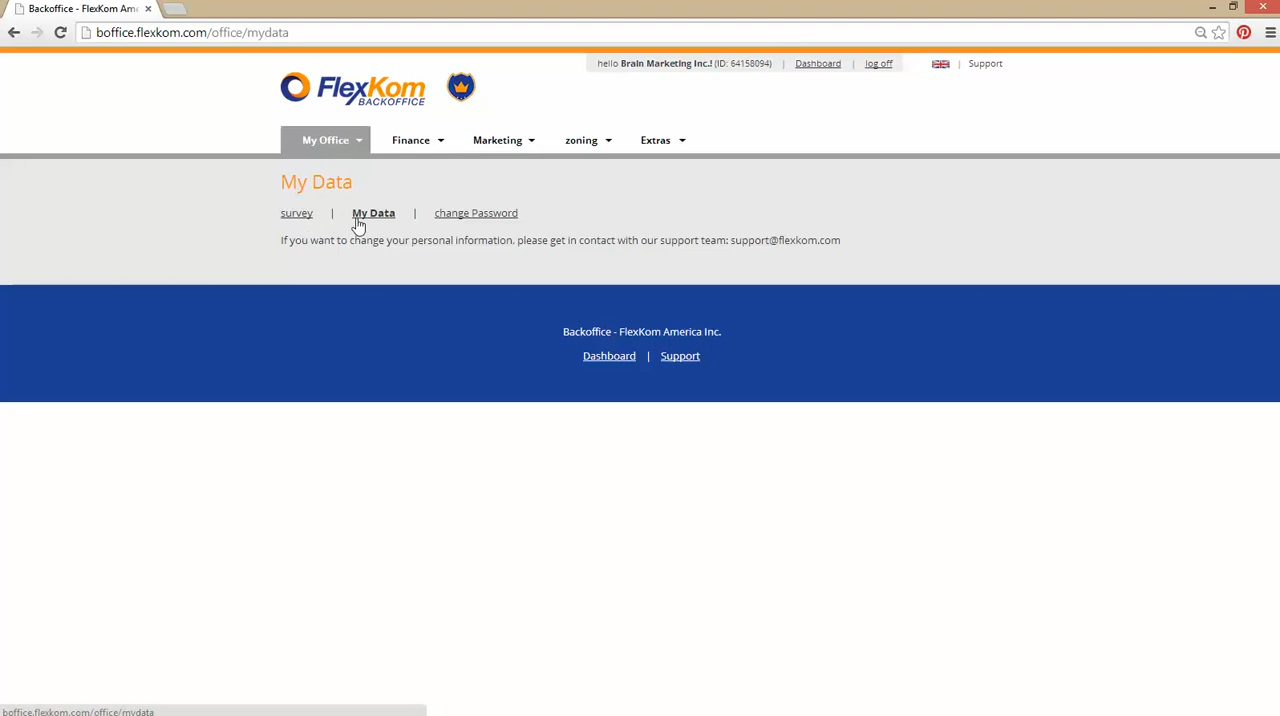 Backoffice - FlexKom Ame
boffice.flexkom.com/office/mydata
hello Brain Marketing Inc.! (ID: 64158094) | Dashboard | log off | Support
FlexKom
BACKOFFICE
My Office Finance Marketing zoning Extras
My Data
survey | My Data | change Password
If you want to change your personal information, please get in contact with our support team: support@flexkom.com
Backoffice - FlexKom America Inc.
Dashboard | Support
boffice.flexkom.com/office/mydata